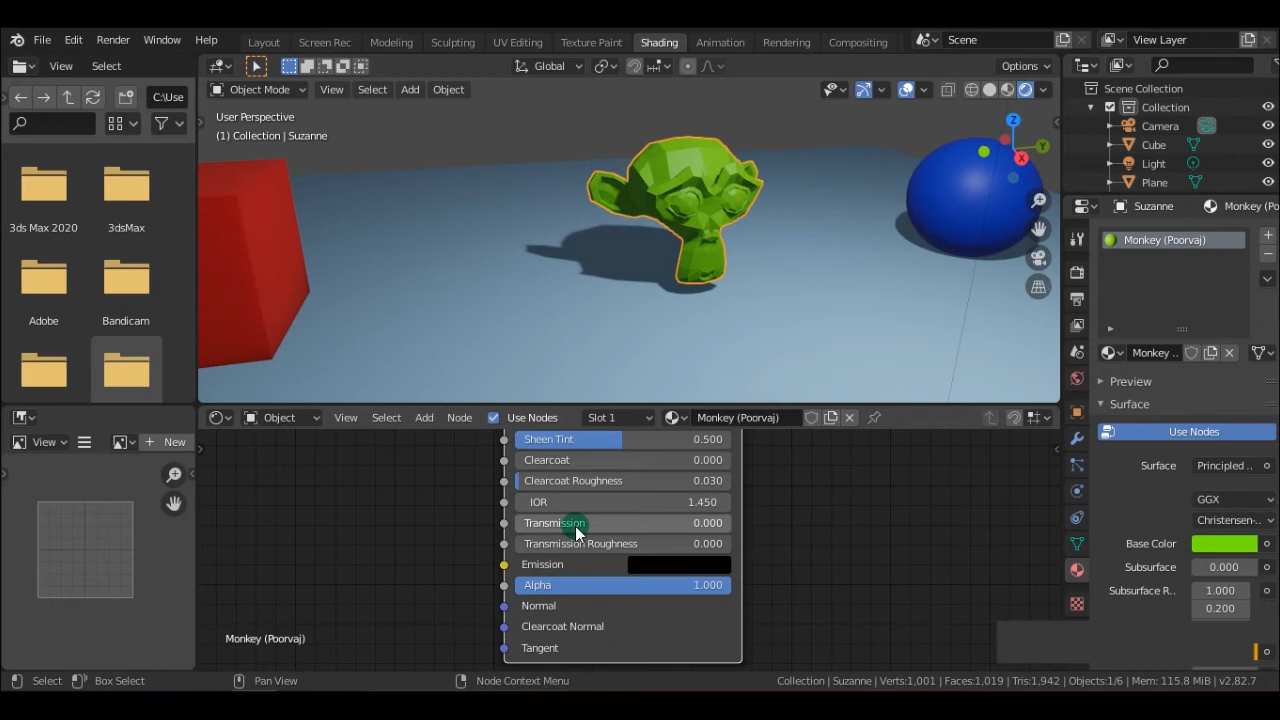 File Edit Render Window Help Layout Screen Rec Modeling Sculpting UV Editing Texture Paint Shading Animation Rendering Compositing Scene View Layer
View Select Global Options
C:\Use Object Mode View Select Add Object
User Perspective
(1) Collection | Suzanne
Z
Y
X
3ds Max 2020 3dsMax
Adobe Bandicam
Scene Collection
Collection
Camera
Cube
Light
Plane
Suzanne Monkey (Po
Monkey (Poorvaj)
Monkey ..
Preview
Surface
Use Nodes
Surface Principled ..
GGX
Christensen-..
Base Color
Subsurface 0.000
Subsurface R.. 1.000
0.200
View New
Object View Select Add Node Use Nodes Slot 1 Monkey (Poorvaj)
Sheen Tint 0.500
Clearcoat 0.000
Clearcoat Roughness 0.030
IOR 1.450
Transmission 0.000
Transmission Roughness 0.000
Emission
Alpha 1.000
Normal
Clearcoat Normal
Tangent
Monkey (Poorvaj)
Select Box Select Pan View Node Context Menu Collection | Suzanne | Verts:1,001 | Faces:1,019 | Tris:1,942 | Objects:1/6 | Mem: 115.8 MiB | v2.82.7